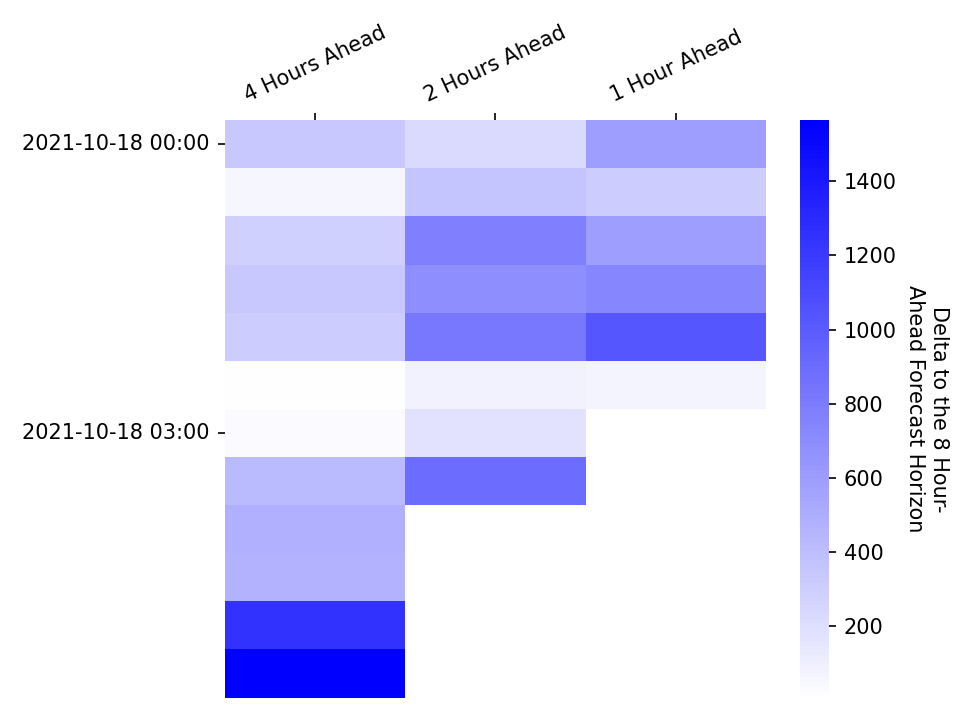 4 Hours Ahead
2 Hours Ahead
1 Hour Ahead
2021-10-18 00:00
2021-10-18 03:00
1400
1200
1000
800
600
400
200
Delta to the 8 Hour-
Ahead Forecast Horizon